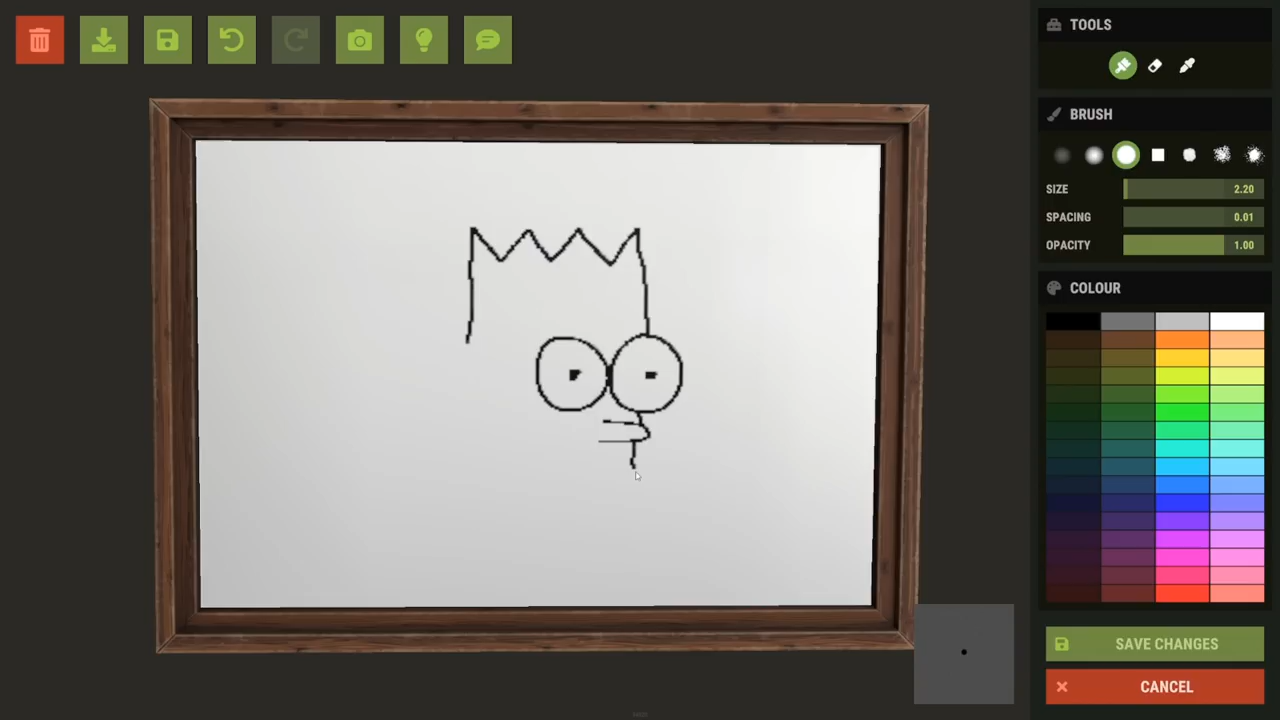 TOOLS
BRUSH
SIZE 2.20
SPACING 0.01
OPACITY 1.00
COLOUR
SAVE CHANGES
CANCEL